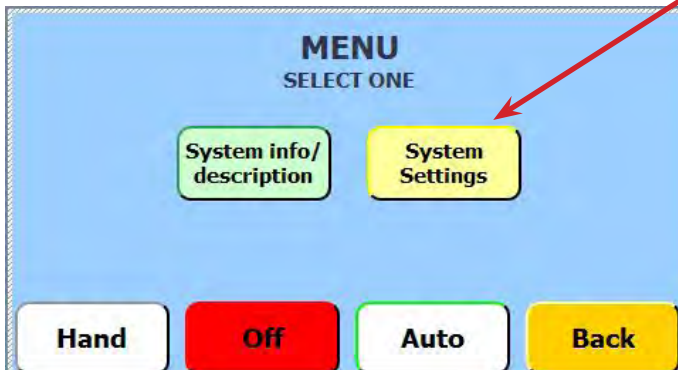 MENU
SELECT ONE
System info/
description
System
Settings
Hand
Off
Auto
Back